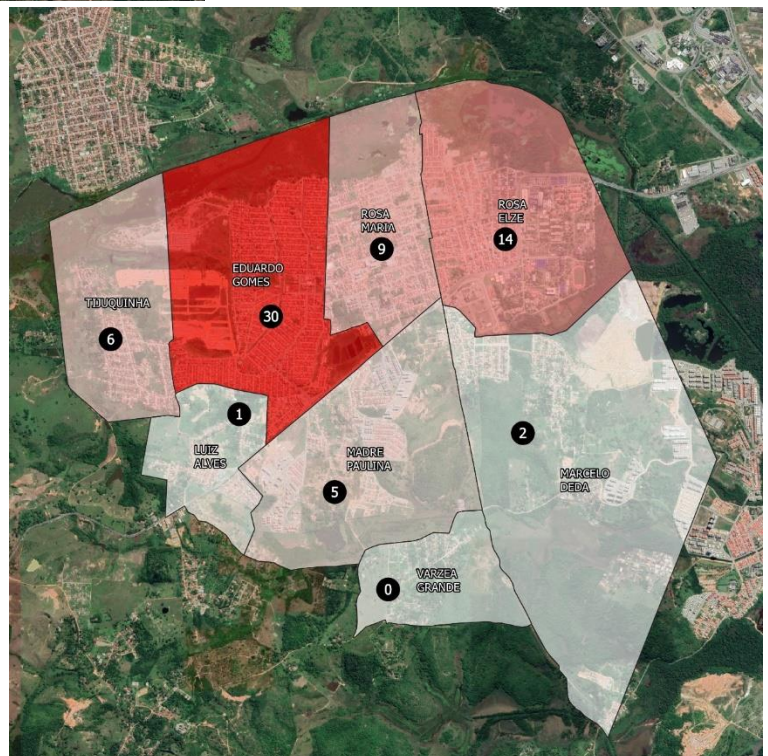 ROSA
ELZE
14
ROSA
MARIA
9
EDUARDO
GOMES
30
TIJUQUINHA
6
1
LUIZ
ALVES
MADRE
PAULINA
5
2
MARCELO
DEDA
VARZEA
GRANDE
0